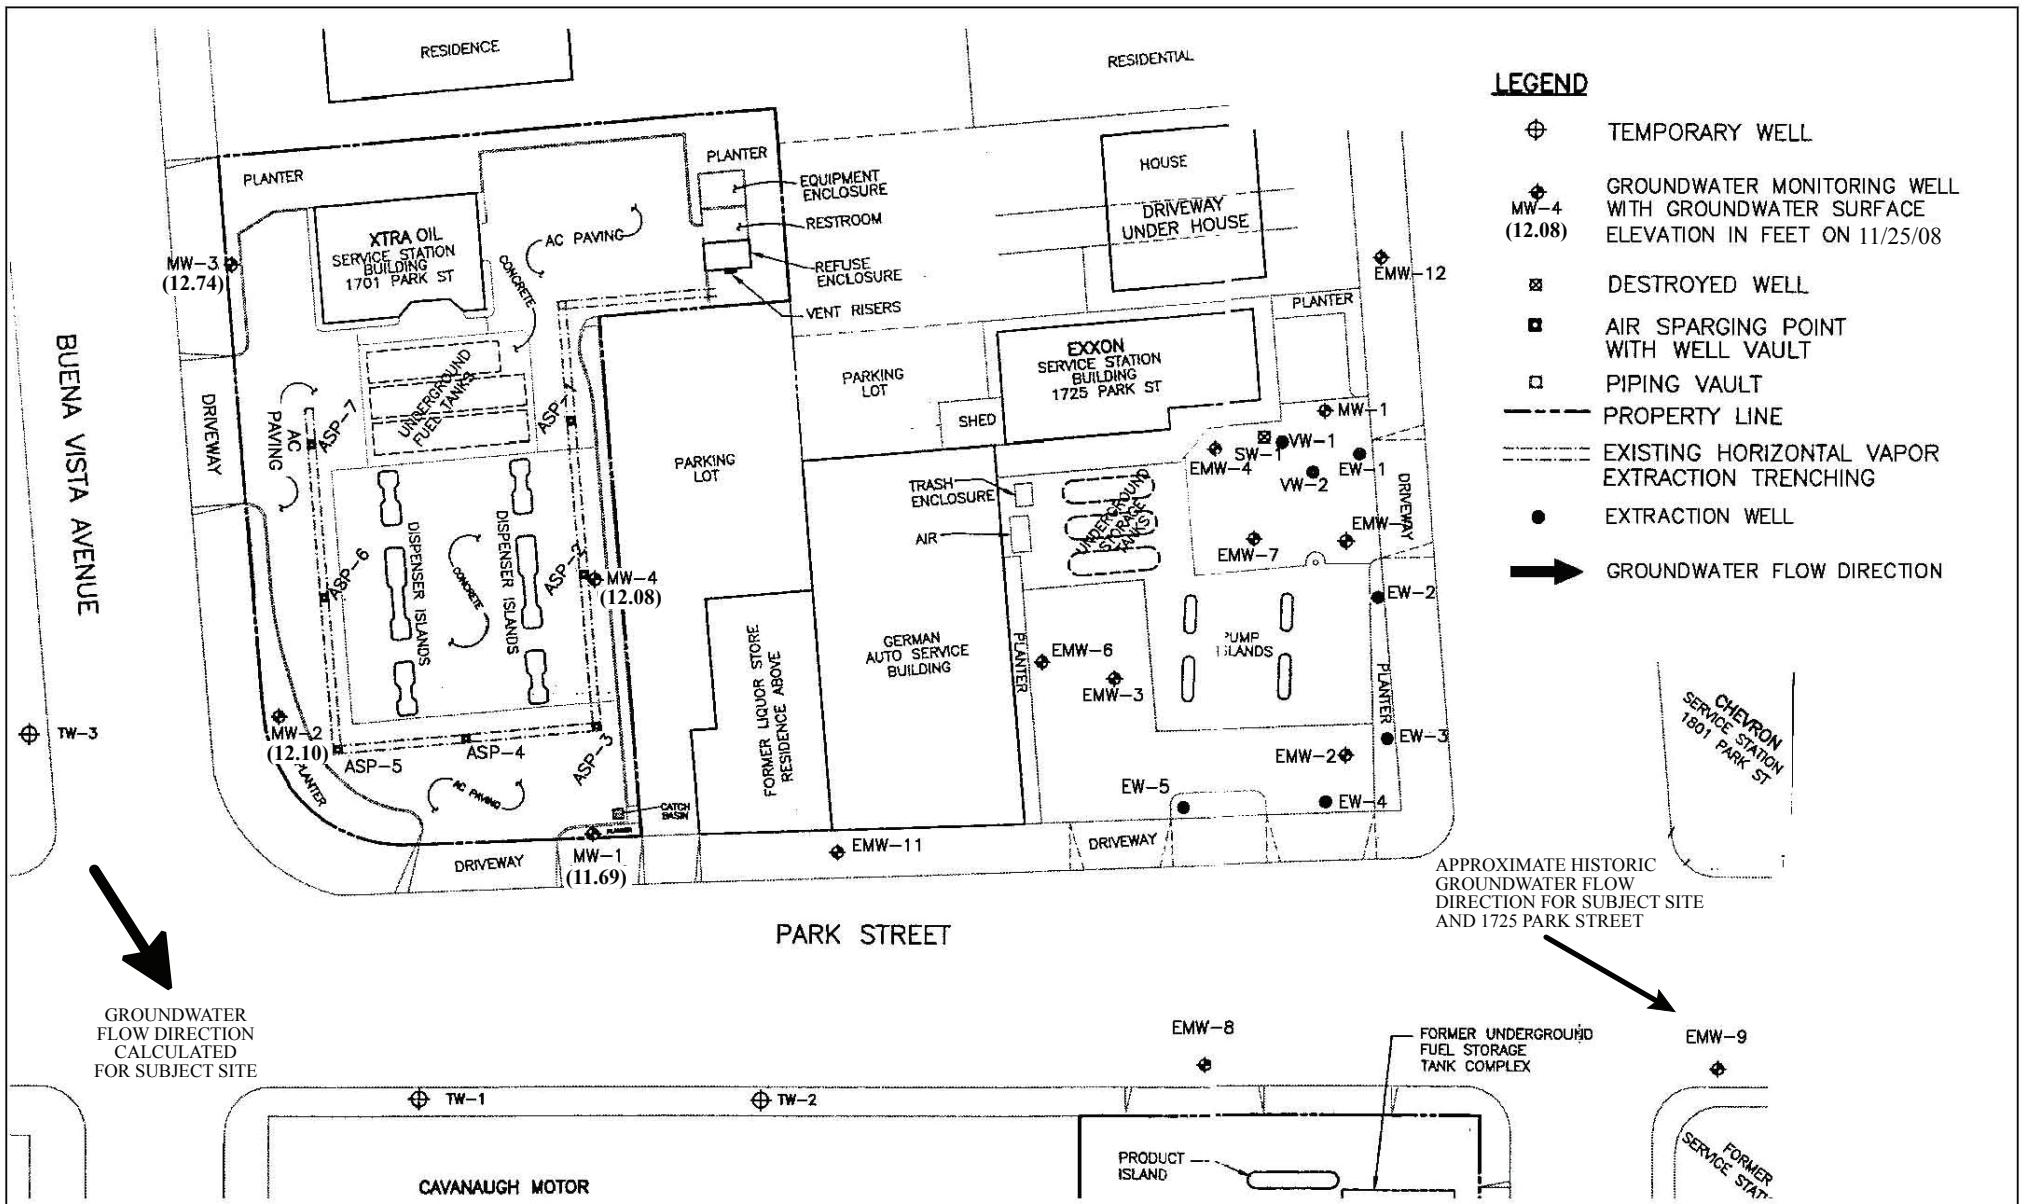 RESIDENCE
RESIDENTIAL
LEGEND
TEMPORARY WELL
GROUNDWATER MONITORING WELL
WITH GROUNDWATER SURFACE
ELEVATION IN FEET ON 11/25/08
MW-4
(12.08)
DESTROYED WELL
AIR SPARGING POINT
WITH WELL VAULT
PIPING VAULT
PROPERTY LINE
EXISTING HORIZONTAL VAPOR
EXTRACTION TRENCHING
EXTRACTION WELL
GROUNDWATER FLOW DIRECTION
PLANTER
PLANTER
EQUIPMENT
ENCLOSURE
RESTROOM
REFUSE
ENCLOSURE
VENT RISERS
HOUSE
DRIVEWAY
UNDER HOUSE
XTRA OIL
SERVICE STATION
BUILDING
1701 PARK ST
AC PAVING
CONCRETE
MW-3
(12.74)
EMW-12
PLANTER
BUENA VISTA AVENUE
DRIVEWAY
AC
PAVING
UNDERGROUND
FUEL TANKS
ASP-7
ASP-1
PARKING
LOT
EXXON
SERVICE STATION
BUILDING
1725 PARK ST
SHED
MW-1
VW-1
SW-1
EMW-4
EW-1
VW-2
PARKING
LOT
TRASH
ENCLOSURE
AIR
UNDERGROUND
STORAGE
TANKS
DRIVEWAY
EMW-7
ASP-6
DISPENSER ISLANDS
CONCRETE
DISPENSER ISLANDS
ASP-2
MW-4
(12.08)
EW-2
FORMER LIQUOR STORE
RESIDENCE ABOVE
GERMAN
AUTO SERVICE
BUILDING
PLANTER
EMW-6
EMW-3
PUMP
ISLANDS
PLANTER
CHEVRON
SERVICE STATION
1801 PARK ST
TW-3
MW-2
(12.10)
PLANTER
ASP-5
ASP-4
ASP-3
AC PAVING
CATCH
BASIN
PLANTER
EMW-2
EW-3
EW-5
EW-4
DRIVEWAY
MW-1
(11.69)
EMW-11
DRIVEWAY
PARK STREET
APPROXIMATE HISTORIC
GROUNDWATER FLOW
DIRECTION FOR SUBJECT SITE
AND 1725 PARK STREET
GROUNDWATER
FLOW DIRECTION
CALCULATED
FOR SUBJECT SITE
EMW-8
FORMER UNDERGROUND
FUEL STORAGE
TANK COMPLEX
EMW-9
TW-1
TW-2
PRODUCT
ISLAND
CAVANAUGH MOTOR
FORMER
SERVICE